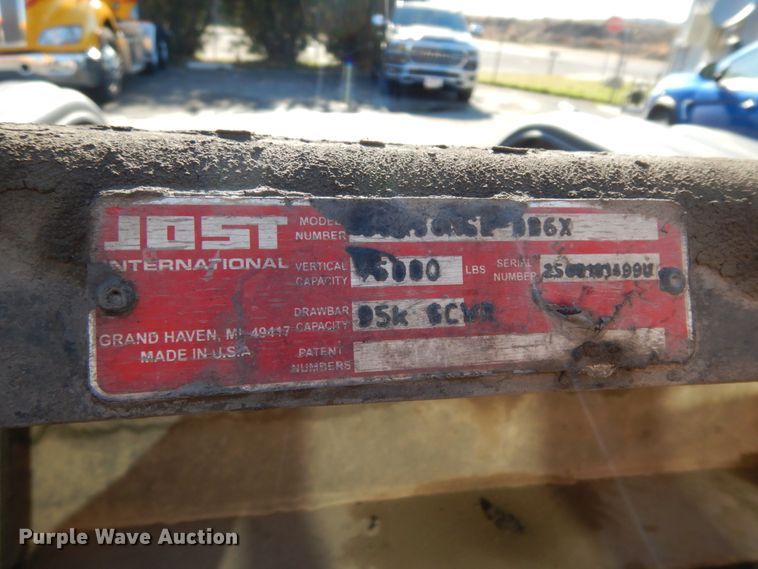 JOST
INTERNATIONAL
GRAND HAVEN, MI 49417
MADE IN U.S.A
MODEL NUMBER
VERTICAL CAPACITY LBS
SERIAL NUMBER
DRAWBAR CAPACITY 95k GCWR
PATENT NUMBERS
Purple Wave Auction